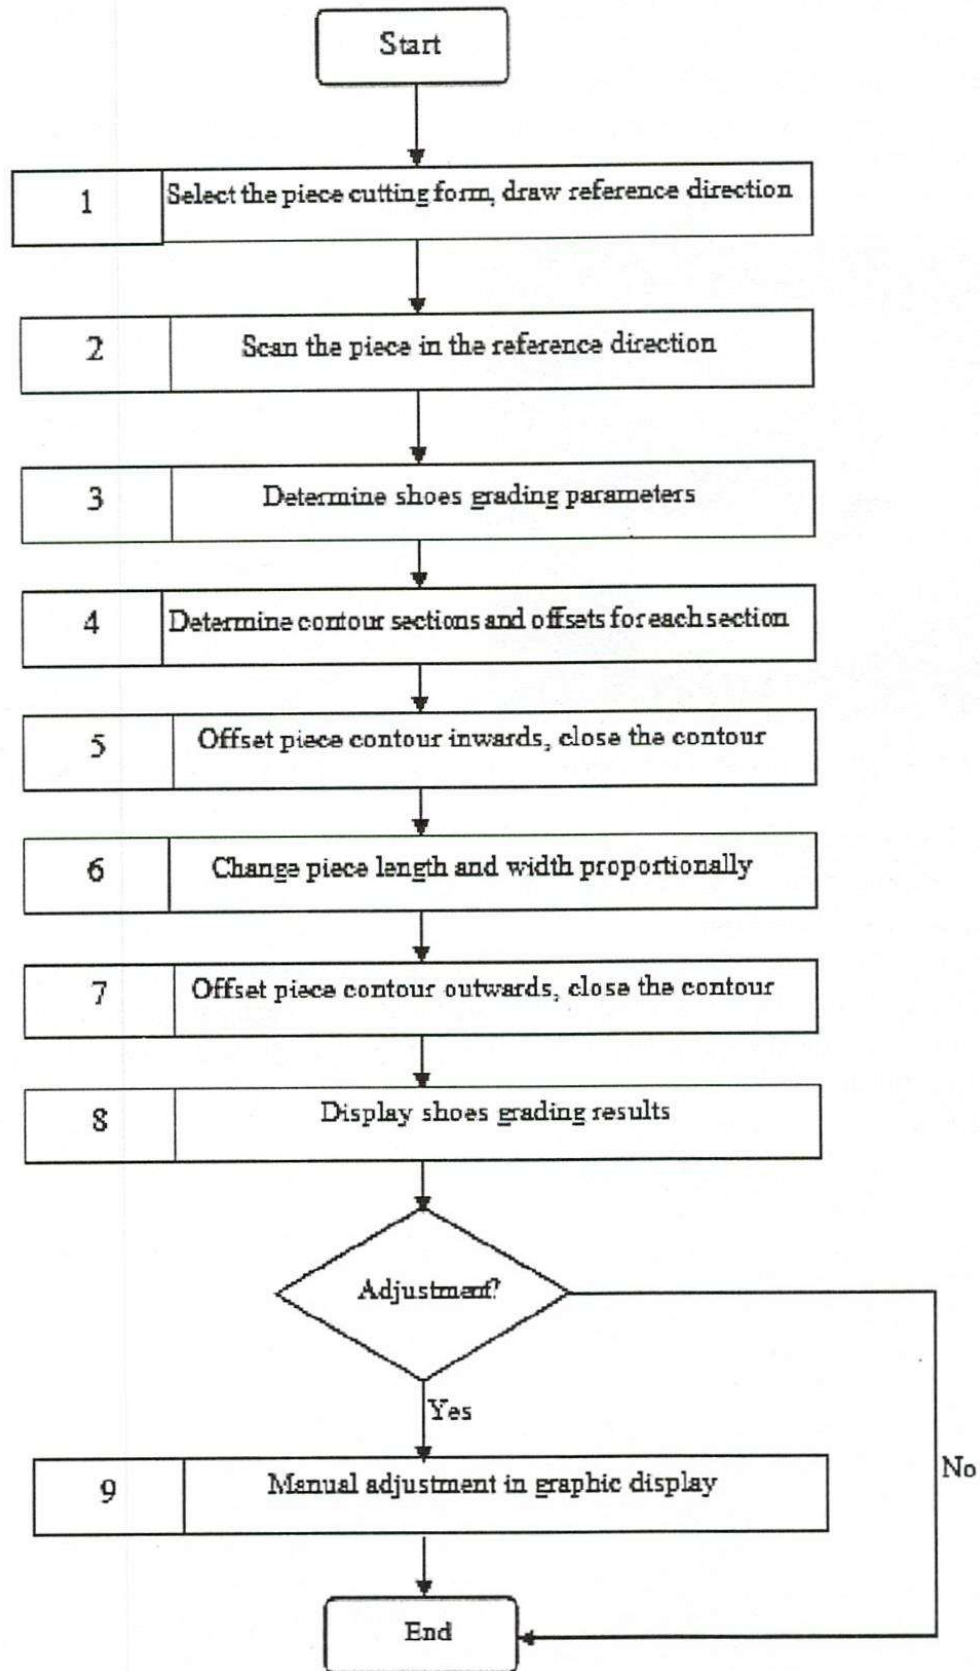 Start
1 Select the piece cutting form, draw reference direction
2 Scan the piece in the reference direction
3 Determine shoes grading parameters
4 Determine contour sections and offsets for each section
5 Offset piece contour inwards, close the contour
6 Change piece length and width proportionally
7 Offset piece contour outwards, close the contour
8 Display shoes grading results
Adjustment?
Yes
No
9 Manual adjustment in graphic display
End